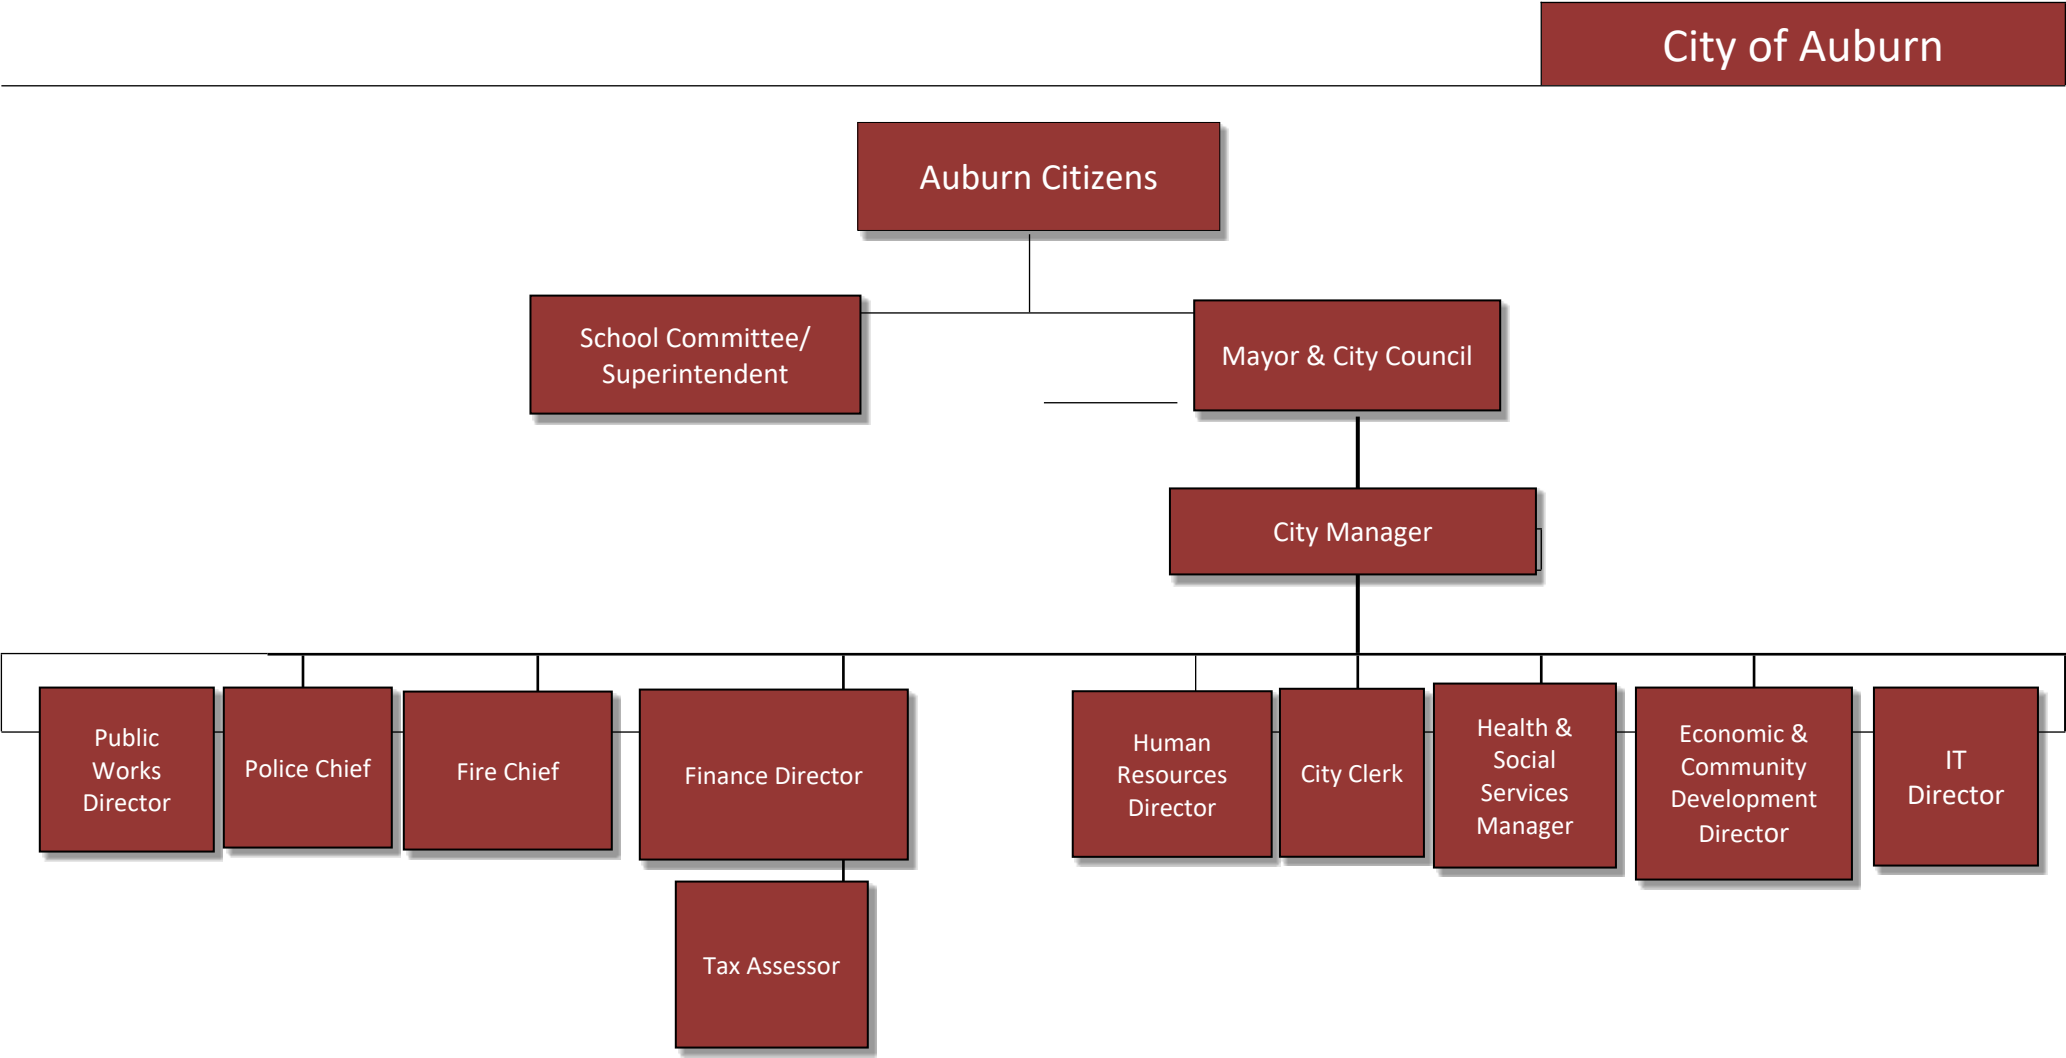 City of Auburn
Auburn Citizens
School Committee/
Superintendent
Mayor & City Council
City Manager
Public
Works
Director
Police Chief
Fire Chief
Finance Director
Human
Resources
Director
City Clerk
Health &
Social
Services
Manager
Economic &
Community
Development
Director
IT
Director
Tax Assessor